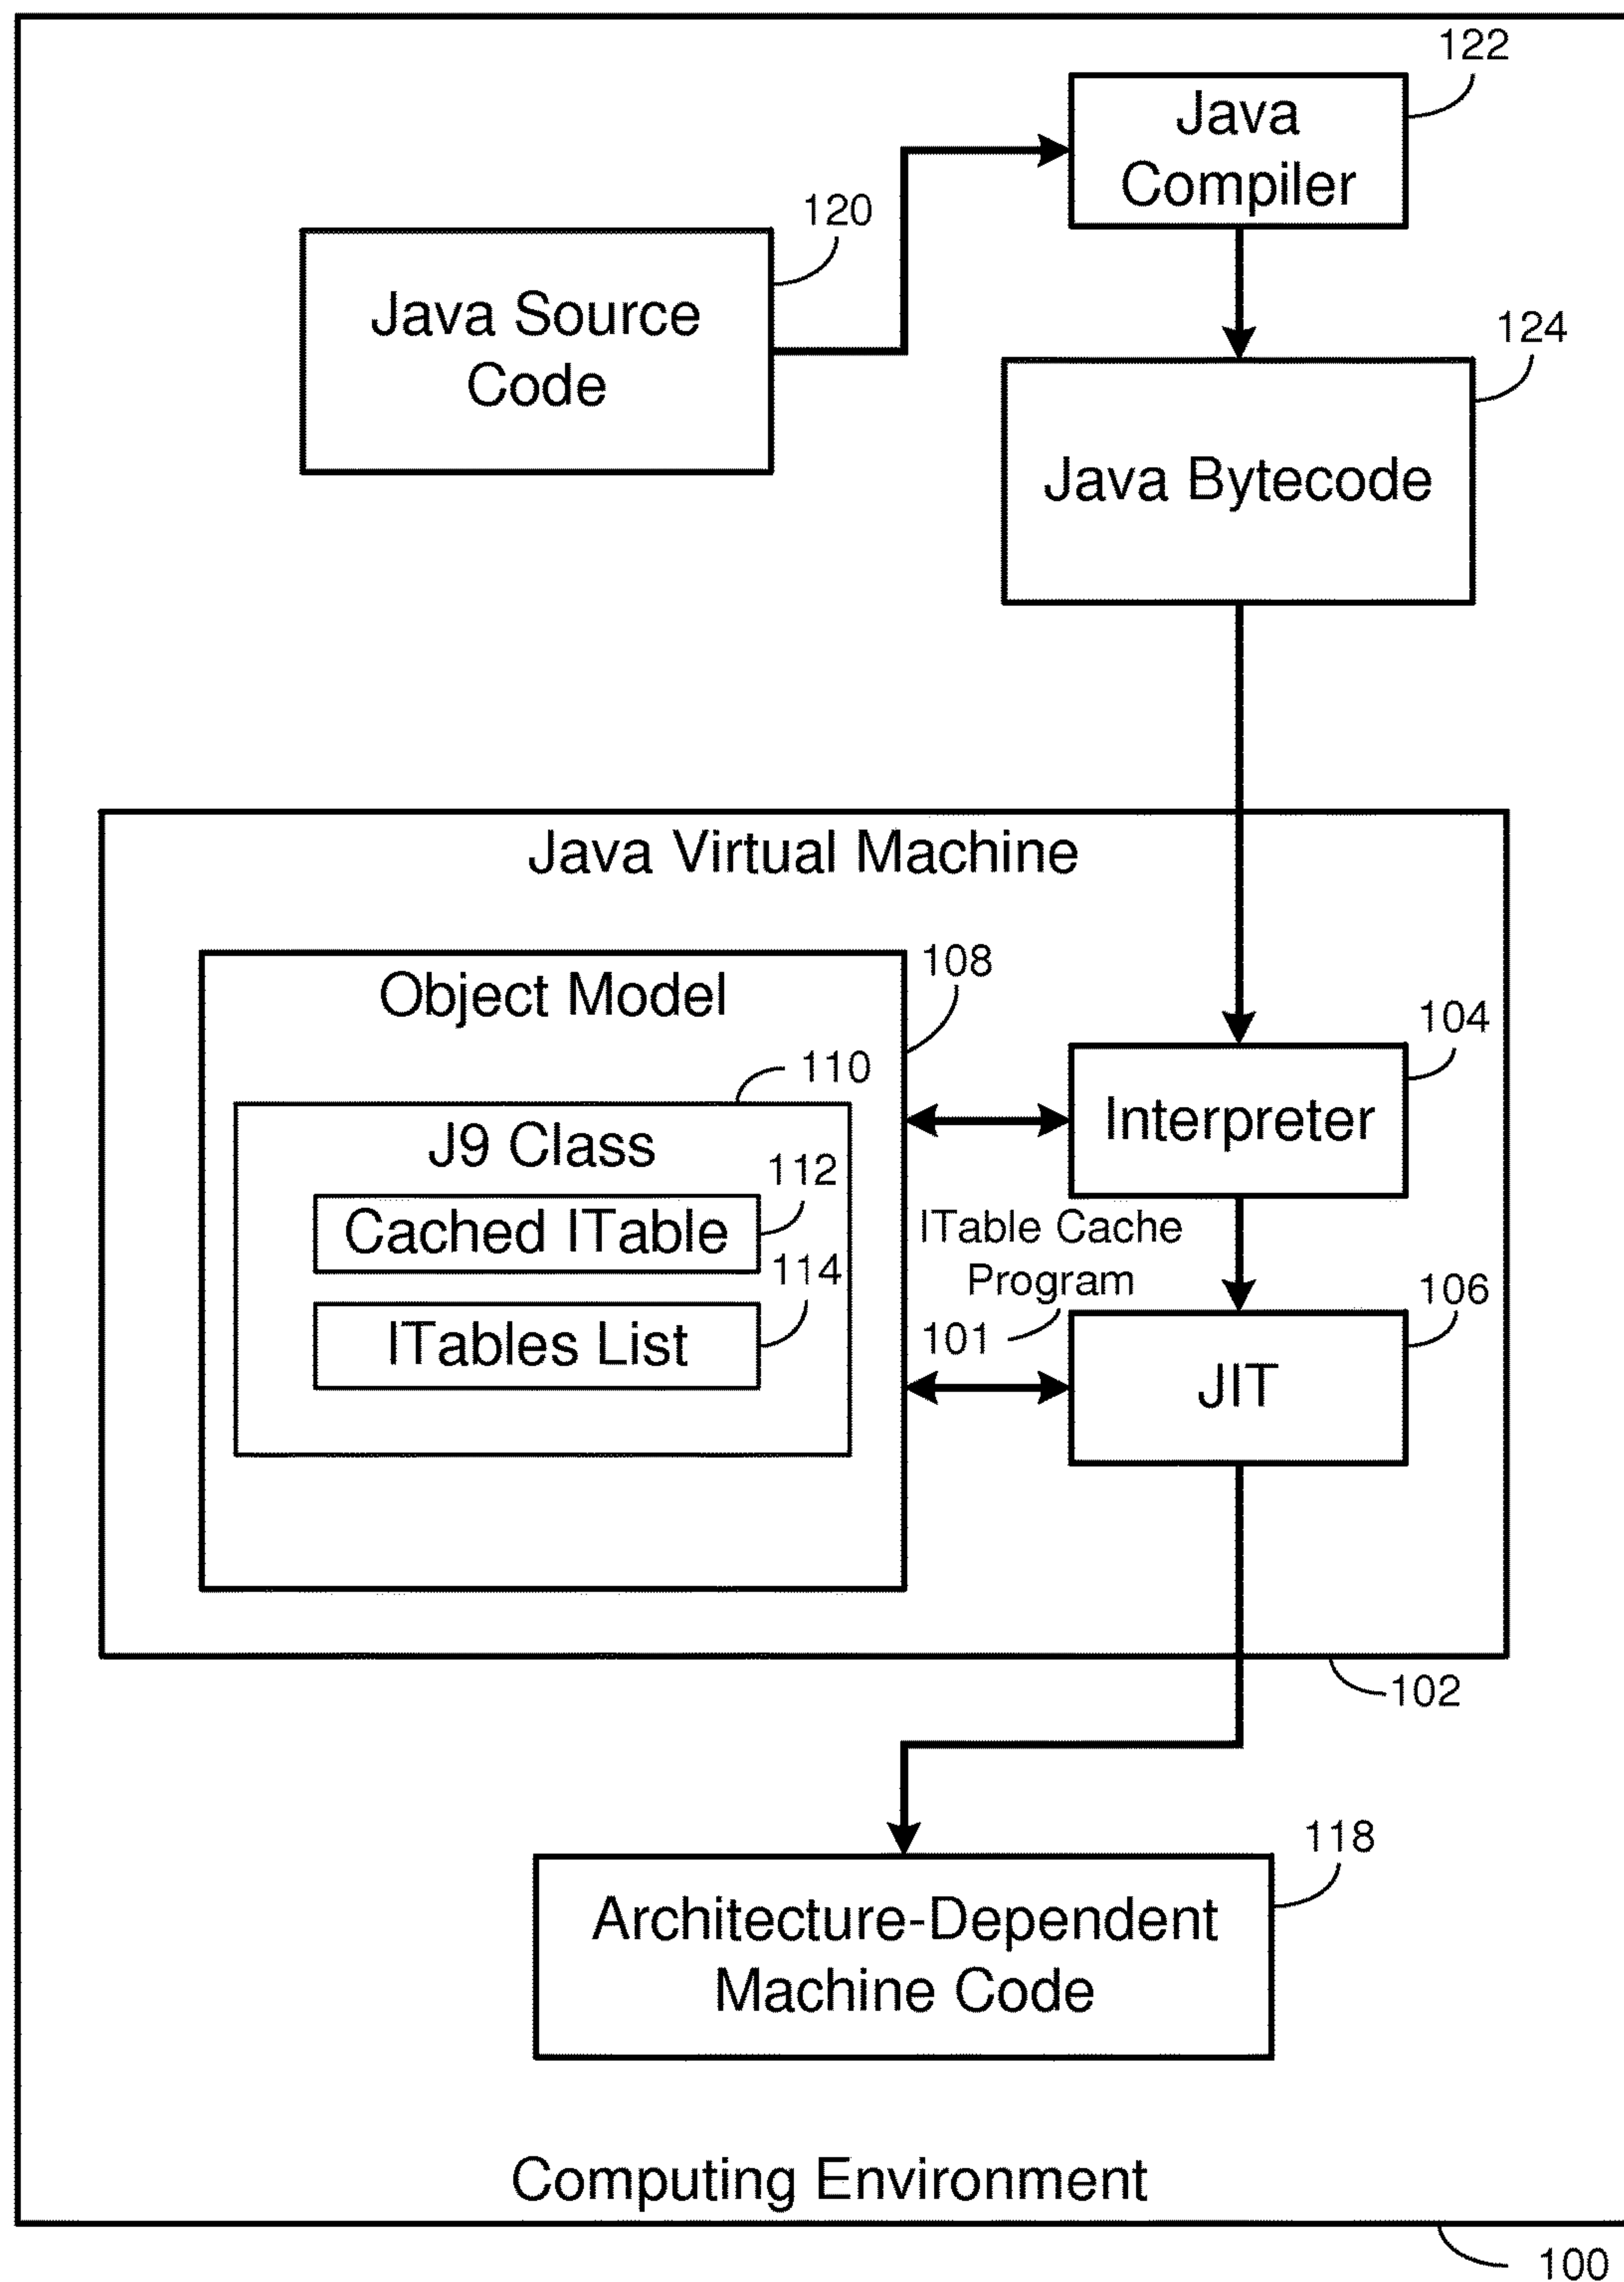 122
Java
Compiler
120
Java Source
Code
124
Java Bytecode
Java Virtual Machine
108
Object Model
104
110
Interpreter
J9 Class
112
Cached ITable
ITable Cache
Program
114
101
106
ITables List
JIT
102
118
Architecture-Dependent
Machine Code
Computing Environment
100